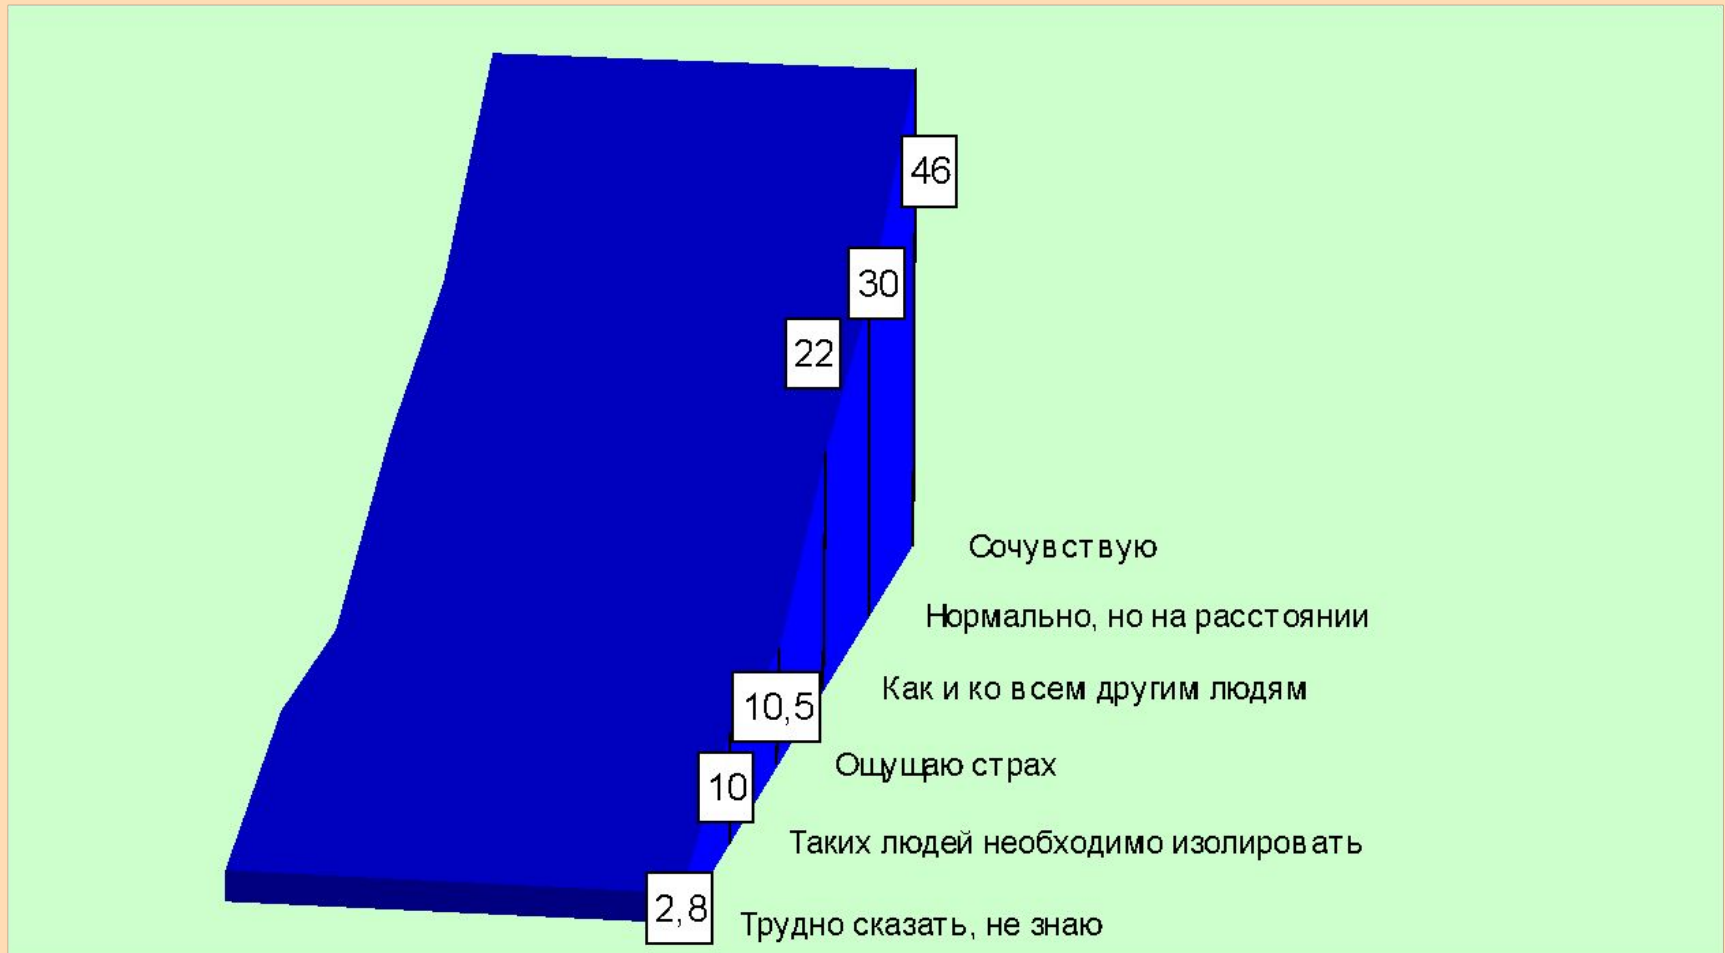 46
30
22
10,5
10
2,8
Сочувствую
Нормально, но на расстоянии
Как и ко всем другим людям
Ощущаю страх
Таких людей необходимо изолировать
Трудно сказать, не знаю